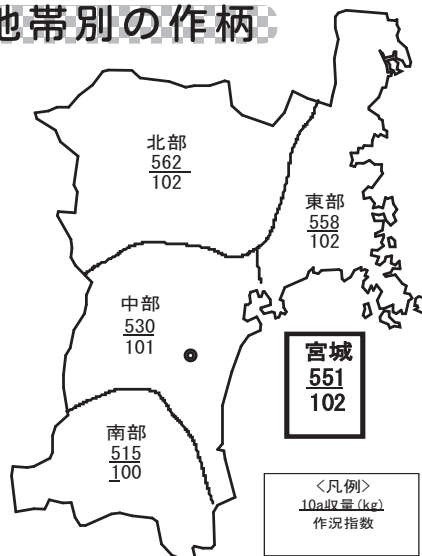 地帯別の作柄
北部
562
102
東部
558
102
中部
530
101
宮城
551
102
南部
515
100
<凡例>
10a収量(kg)
作況指数